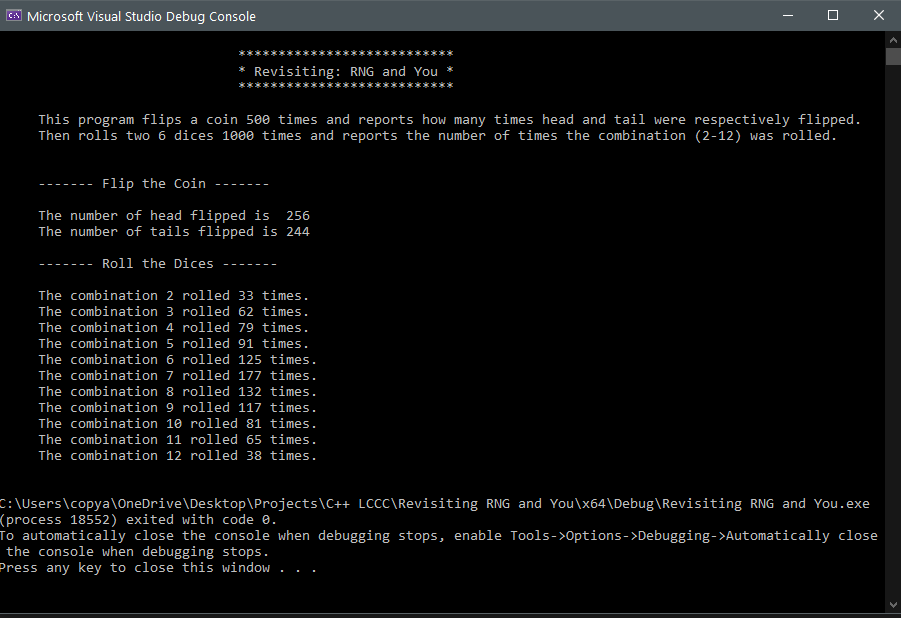 Microsoft Visual Studio Debug Console
***************************
* Revisiting: RNG and You *
***************************
This program flips a coin 500 times and reports how many times head and tail were respectively flipped.
Then rolls two 6 dices 1000 times and reports the number of times the combination (2-12) was rolled.
------- Flip the Coin -------
The number of head flipped is  256
The number of tails flipped is 244
------- Roll the Dices -------
The combination 2 rolled 33 times.
The combination 3 rolled 62 times.
The combination 4 rolled 79 times.
The combination 5 rolled 91 times.
The combination 6 rolled 125 times.
The combination 7 rolled 177 times.
The combination 8 rolled 132 times.
The combination 9 rolled 117 times.
The combination 10 rolled 81 times.
The combination 11 rolled 65 times.
The combination 12 rolled 38 times.
C:\Users\copya\OneDrive\Desktop\Projects\C++ LCCC\Revisiting RNG and You\x64\Debug\Revisiting RNG and You.exe
(process 18552) exited with code 0.
To automatically close the console when debugging stops, enable Tools->Options->Debugging->Automatically close
the console when debugging stops.
Press any key to close this window . . .